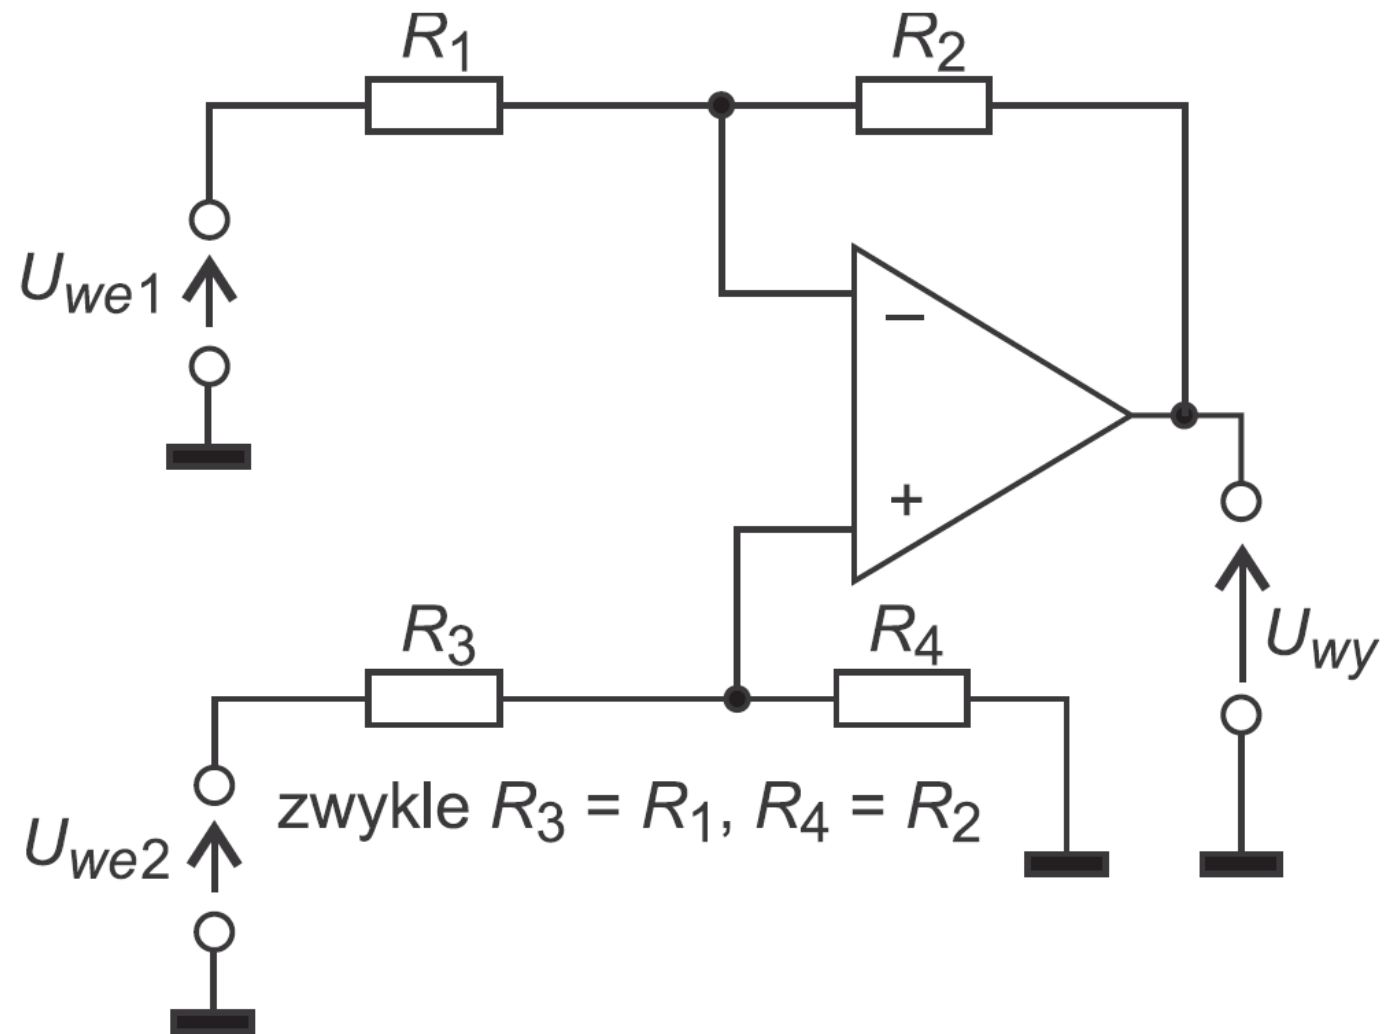 R1 R2
Uwe1
−
+
R3 R4
Uwy
zwykle R3 = R1, R4 = R2
Uwe2